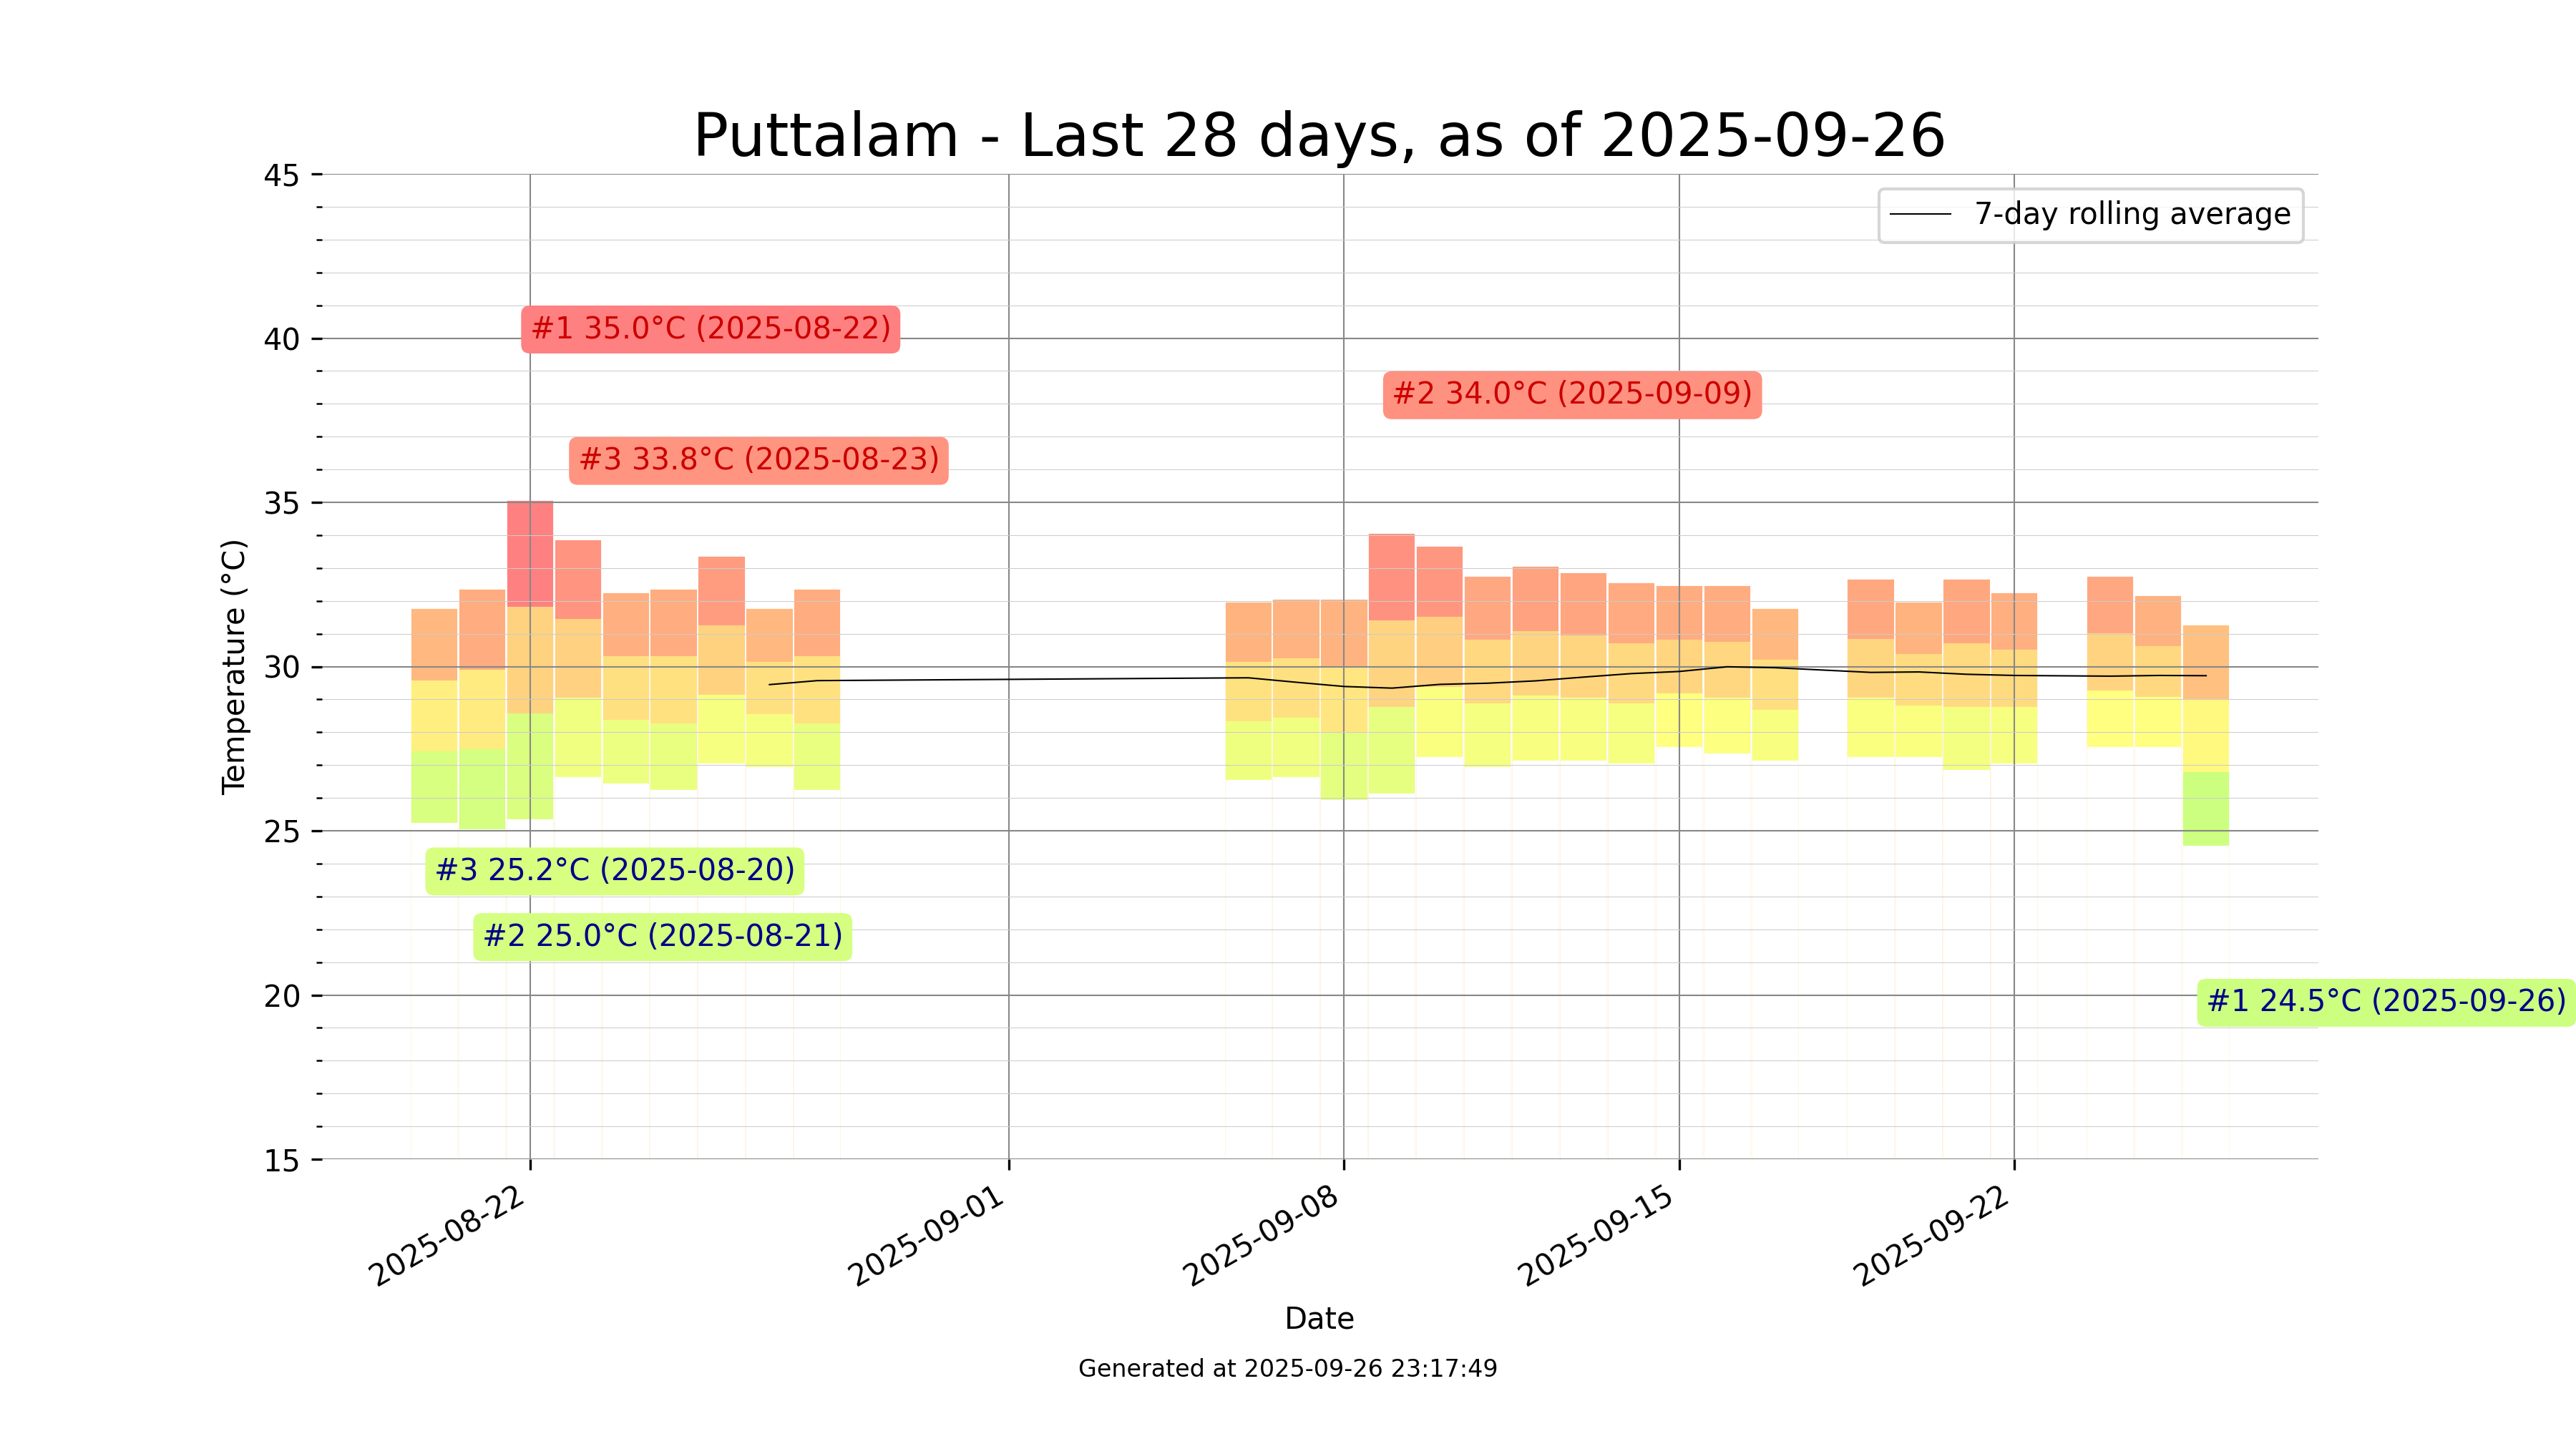 Puttalam - Last 28 days, as of 2025-09-26
7-day rolling average
Temperature (°C)
45
40
35
30
25
20
15
#1 35.0°C (2025-08-22)
#2 34.0°C (2025-09-09)
#3 33.8°C (2025-08-23)
#3 25.2°C (2025-08-20)
#2 25.0°C (2025-08-21)
#1 24.5°C (2025-09-26)
2025-08-22
2025-09-01
2025-09-08
2025-09-15
2025-09-22
Date
Generated at 2025-09-26 23:17:49